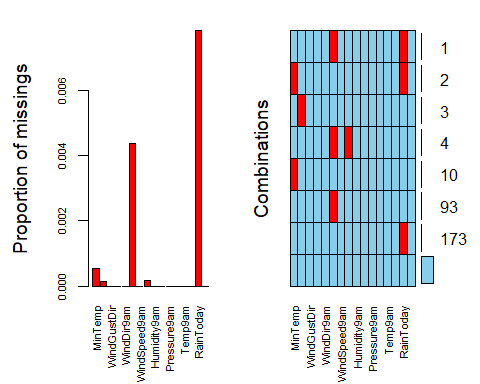 Proportion of missings
0.006
0.004
0.002
0.000
MinTemp
WindGustDir
WindDir9am
WindSpeed9am
Humidity9am
Pressure9am
Temp9am
RainToday
Combinations
1
2
3
4
10
93
173
MinTemp
WindGustDir
WindDir9am
WindSpeed9am
Humidity9am
Pressure9am
Temp9am
RainToday